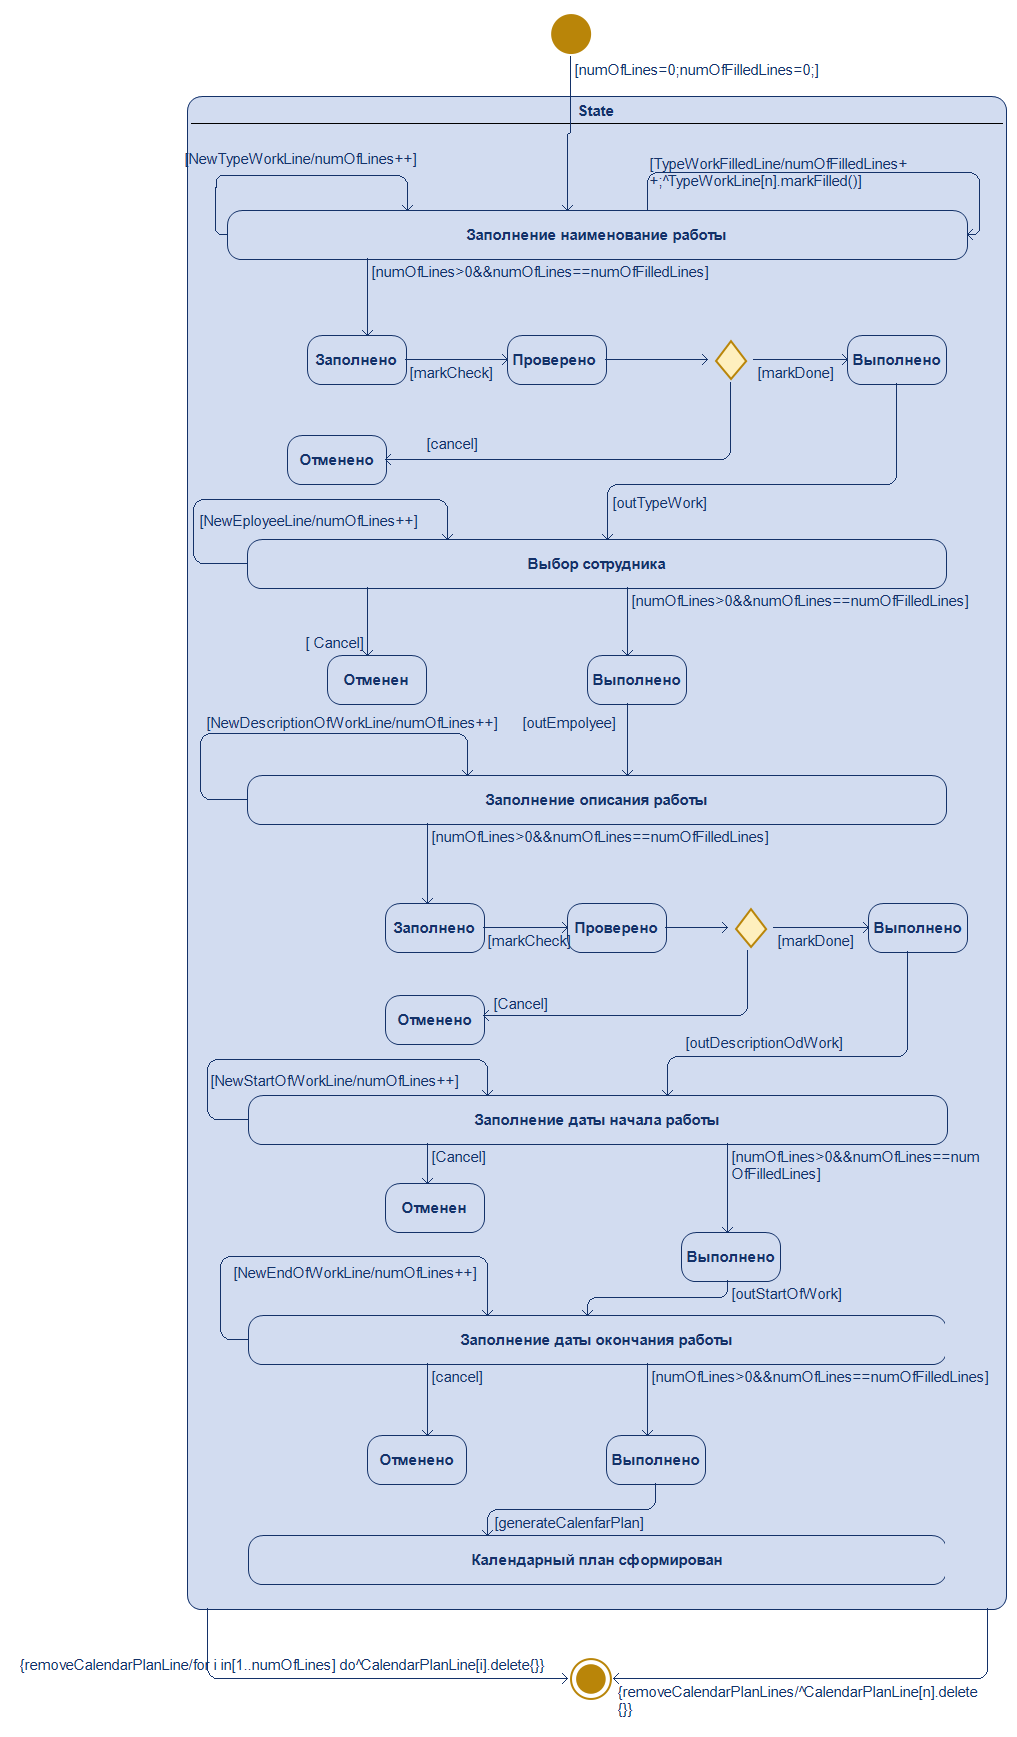 [numOfLines=0;numOfFilledLines=0;]
State
[NewTypeWorkLine/numOfLines++]
[TypeWorkFilledLine/numOfFilledLines+
+;^TypeWorkLine[n].markFilled()]
Заполнение наименование работы
[numOfLines>0&&numOfLines==numOfFilledLines]
Заполнено
[markCheck]
Проверено
[markDone]
Выполнено
[cancel]
Отменено
[outTypeWork]
[NewEployeeLine/numOfLines++]
Выбор сотрудника
[numOfLines>0&&numOfLines==numOfFilledLines]
[ Cancel]
Отменен
Выполнено
[NewDescriptionOfWorkLine/numOfLines++]
[outEmpolyee]
Заполнение описания работы
[numOfLines>0&&numOfLines==numOfFilledLines]
Заполнено
[markCheck]
Проверено
[markDone]
Выполнено
[Cancel]
Отменено
[outDescriptionOdWork]
[NewStartOfWorkLine/numOfLines++]
Заполнение даты начала работы
[Cancel]
[numOfLines>0&&numOfLines==num
OfFilledLines]
Отменен
Выполнено
[NewEndOfWorkLine/numOfLines++]
[outStartOfWork]
Заполнение даты окончания работы
[cancel]
[numOfLines>0&&numOfLines==numOfFilledLines]
Отменено
Выполнено
[generateCalenfarPlan]
Календарный план сформирован
{removeCalendarPlanLine/for i in[1..numOfLines] do^CalendarPlanLine[i].delete{}}
{removeCalendarPlanLines/^CalendarPlanLine[n].delete
{}}